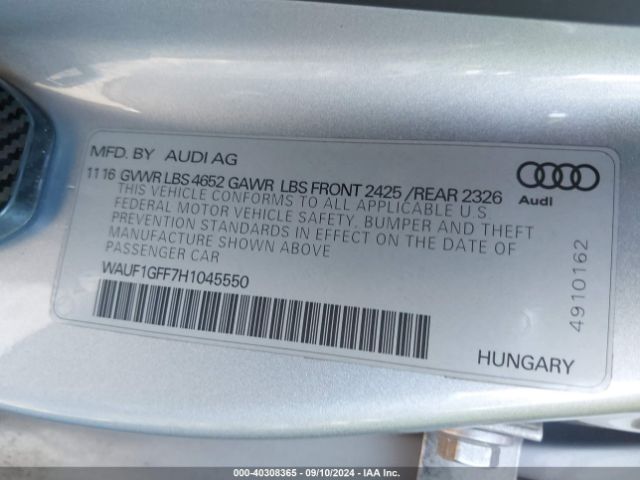 MFD. BY AUDI AG
1116 GVWR LBS 4652 GAWR LBS FRONT 2425 /REAR 2326
THIS VEHICLE CONFORMS TO ALL APPLICABLE U.S.
FEDERAL MOTOR VEHICLE SAFETY, BUMPER AND THEFT
PREVENTION STANDARDS IN EFFECT ON THE DATE OF
MANUFACTURE SHOWN ABOVE
PASSENGER CAR
WAUF1GFF7H1045550
Audi
4910162
HUNGARY
000-40308365 - 09/10/2024 - IAA Inc.